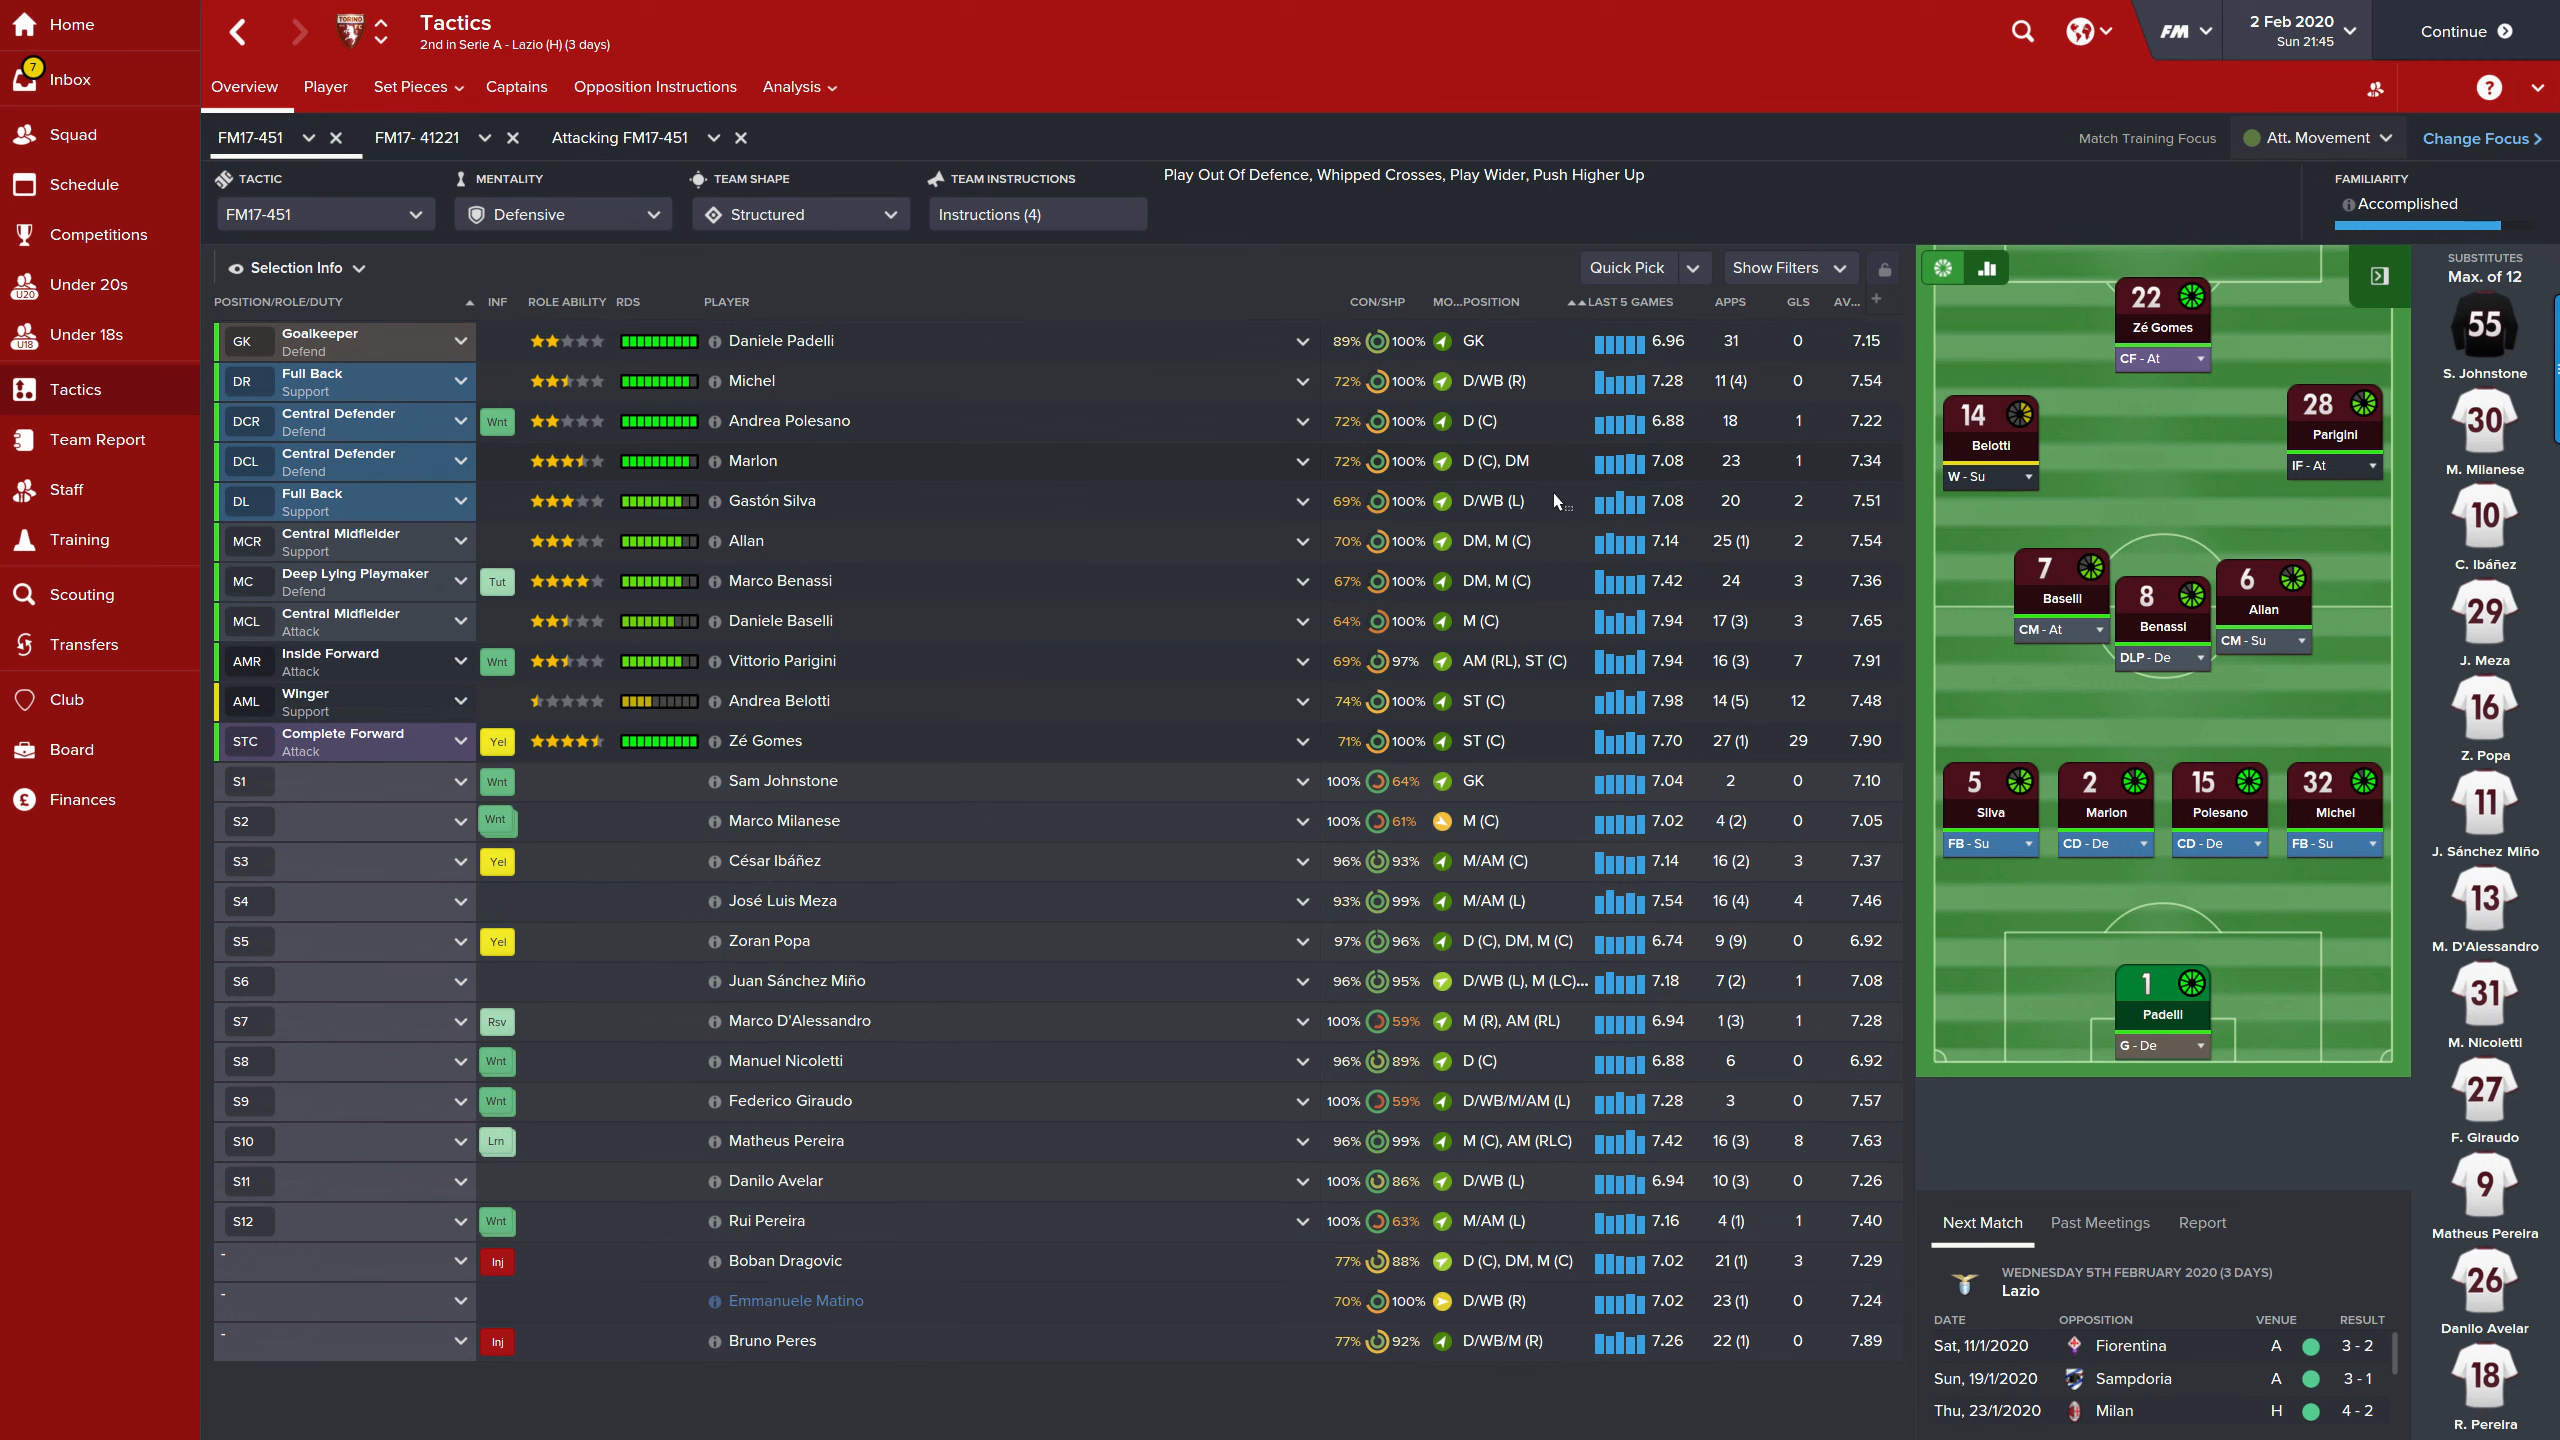 Home
7
Inbox
Squad
Schedule
Competitions
U20
Under 20s
U18
Under 18s
Tactics
Team Report
Staff
Training
Scouting
Transfers
Club
Board
Finances
Tactics
2nd in Serie A - Lazio (H) (3 days)
FM
2 Feb 2020
Sun 21:45
Continue
Overview Player Set Pieces Captains Opposition Instructions Analysis
?
FM17-451 FM17- 41221 Attacking FM17-451
Match Training Focus Att. Movement Change Focus
TACTIC MENTALITY TEAM SHAPE TEAM INSTRUCTIONS
FM17-451 Defensive Structured Instructions (4)
Play Out Of Defence, Whipped Crosses, Play Wider, Push Higher Up
FAMILIARITY
Accomplished
Selection Info Quick Pick Show Filters
POSITION/ROLE/DUTY INF ROLE ABILITY RDS PLAYER CON/SHP MO... POSITION LAST 5 GAMES APPS GLS AV... +
GK Goalkeeper Defend Daniele Padelli 89% 100% GK 6.96 31 0 7.15
DR Full Back Support Michel 72% 100% D/WB (R) 7.28 11 (4) 0 7.54
DCR Central Defender Defend Wnt Andrea Polesano 72% 100% D (C) 6.88 18 1 7.22
DCL Central Defender Defend Marlon 72% 100% D (C), DM 7.08 23 1 7.34
DL Full Back Support Gastón Silva 69% 100% D/WB (L) 7.08 20 2 7.51
MCR Central Midfielder Support Allan 70% 100% DM, M (C) 7.14 25 (1) 2 7.54
MC Deep Lying Playmaker Defend Tut Marco Benassi 67% 100% DM, M (C) 7.42 24 3 7.36
MCL Central Midfielder Attack Daniele Baselli 64% 100% M (C) 7.94 17 (3) 3 7.65
AMR Inside Forward Attack Wnt Vittorio Parigini 69% 97% AM (RL), ST (C) 7.94 16 (3) 7 7.91
AML Winger Support Andrea Belotti 74% 100% ST (C) 7.98 14 (5) 12 7.48
STC Complete Forward Attack Yel Zé Gomes 71% 100% ST (C) 7.70 27 (1) 29 7.90
S1 Wnt Sam Johnstone 100% 64% GK 7.04 2 0 7.10
S2 Wnt Marco Milanese 100% 61% M (C) 7.02 4 (2) 0 7.05
S3 Yel César Ibáñez 96% 93% M/AM (C) 7.14 16 (2) 3 7.37
S4 José Luis Meza 93% 99% M/AM (L) 7.54 16 (4) 4 7.46
S5 Yel Zoran Popa 97% 96% D (C), DM, M (C) 6.74 9 (9) 0 6.92
S6 Juan Sánchez Miño 96% 95% D/WB (L), M (LC)... 7.18 7 (2) 1 7.08
S7 Rsv Marco D'Alessandro 100% 59% M (R), AM (RL) 6.94 1 (3) 1 7.28
S8 Wnt Manuel Nicoletti 96% 89% D (C) 6.88 6 0 6.92
S9 Wnt Federico Giraudo 100% 59% D/WB/M/AM (L) 7.28 3 0 7.57
S10 Lrn Matheus Pereira 96% 99% M (C), AM (RLC) 7.42 16 (3) 8 7.63
S11 Danilo Avelar 100% 86% D/WB (L) 6.94 10 (3) 0 7.26
S12 Wnt Rui Pereira 100% 63% M/AM (L) 7.16 4 (1) 1 7.40
- Inj Boban Dragovic 77% 88% D (C), DM, M (C) 7.02 21 (1) 3 7.29
- Emmanuele Matino 70% 100% D/WB (R) 7.02 23 (1) 0 7.24
- Inj Bruno Peres 77% 92% D/WB/M (R) 7.26 22 (1) 0 7.89
22
Zé Gomes
CF - At
14
Belotti
W - Su
28
Parigini
IF - At
7
Baselli
CM - At
8
Benassi
DLP - De
6
Allan
CM - Su
5
Silva
FB - Su
2
Marlon
CD - De
15
Polesano
CD - De
32
Michel
FB - Su
1
Padelli
G - De
SUBSTITUTES
Max. of 12
55
S. Johnstone
30
M. Milanese
10
C. Ibáñez
29
J. Meza
16
Z. Popa
11
J. Sánchez Miño
13
M. D'Alessandro
31
M. Nicoletti
27
F. Giraudo
9
Matheus Pereira
26
Danilo Avelar
18
R. Pereira
Next Match Past Meetings Report
WEDNESDAY 5TH FEBRUARY 2020 (3 DAYS)
Lazio
DATE OPPOSITION VENUE RESULT
Sat, 11/1/2020 Fiorentina A 3 - 2
Sun, 19/1/2020 Sampdoria A 3 - 1
Thu, 23/1/2020 Milan H 4 - 2